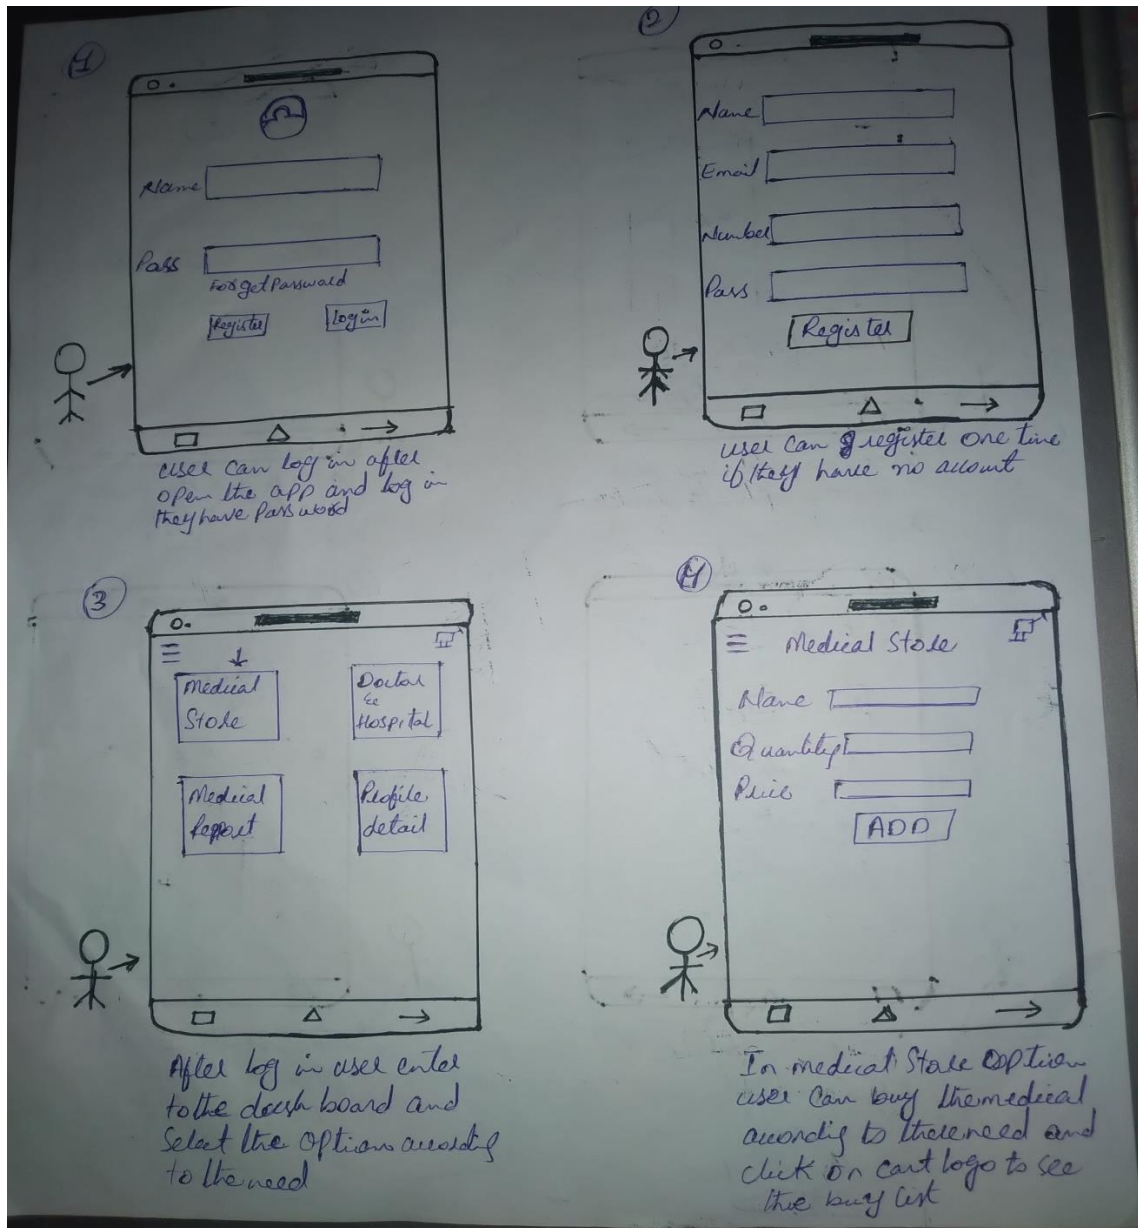 1
Name
Pass
Forget Password
Register
Log in
user can log in after
open the app and log in
they have Password
2
Name
Email
Number
Pass
Register
user can register one time
if they have no account
3
Medical
Store
Doctor
&
Hospital
Medical
Report
Profile
detail
After log in user enter
to the dash board and
Select the Option according
to the need
4
Medical Store
Name
Quantity
Price
ADD
In medical Store Option
user can buy the medical
to need and
click on cart logo to see
the buy list